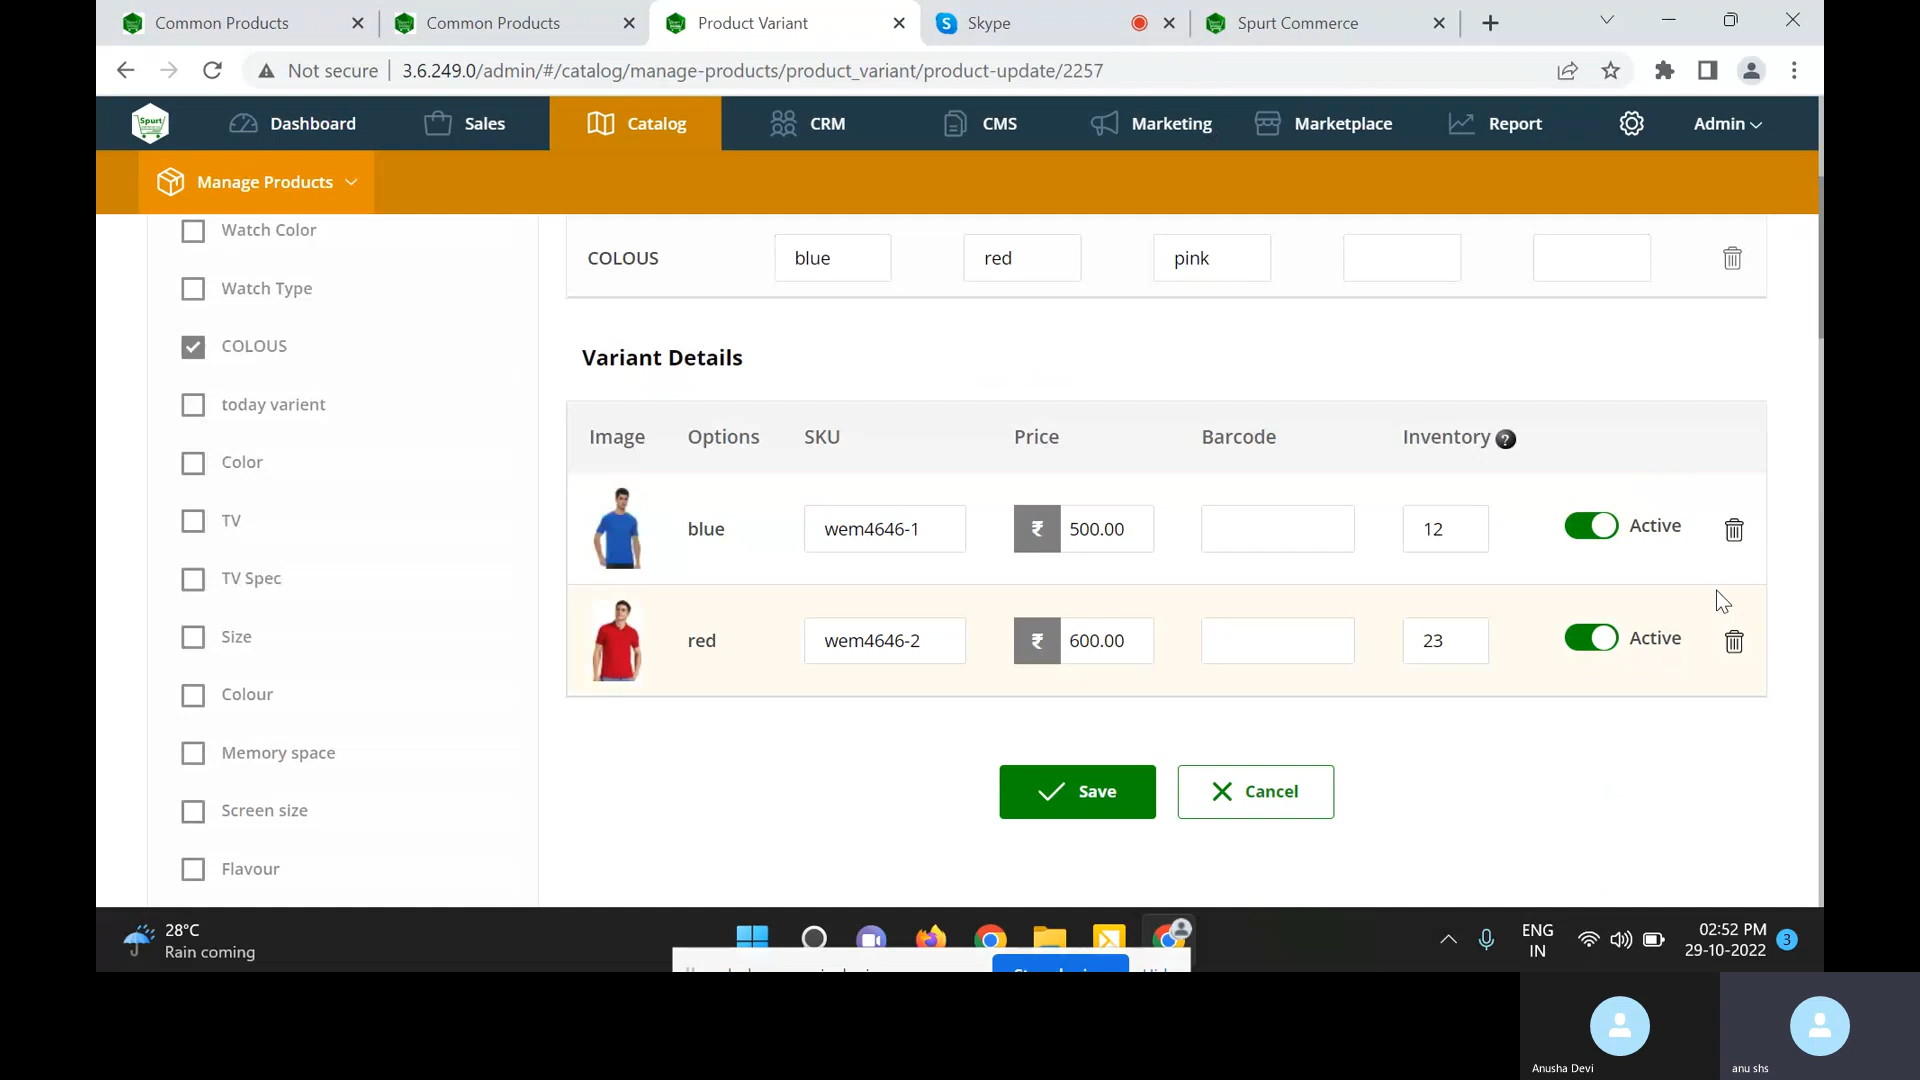 Common Products
Common Products
Product Variant
Skype
Spurt Commerce
Not secure
3.6.249.0/admin/#/catalog/manage-products/product_variant/product-update/2257
Spurt
Dashboard
Sales
Catalog
CRM
CMS
Marketing
Marketplace
Report
Admin
Manage Products
Watch Color
Watch Type
COLOUS
today varient
Color
TV
TV Spec
Size
Colour
Memory space
Screen size
Flavour
COLOUS blue red pink
Variant Details
Image Options SKU Price Barcode Inventory ?
blue wem4646-1 ₹ 500.00 12 Active
red wem4646-2 ₹ 600.00 23 Active
Save Cancel
28°C
Rain coming
ENG
IN
02:52 PM
29-10-2022
3
Anusha Devi
anu shs